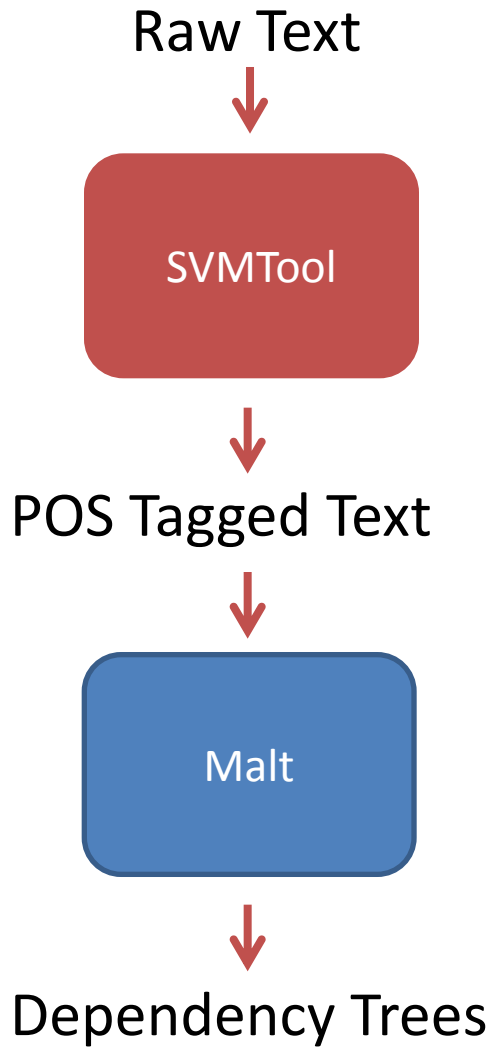 Raw Text
SVMTool
POS Tagged Text
Malt
Dependency Trees